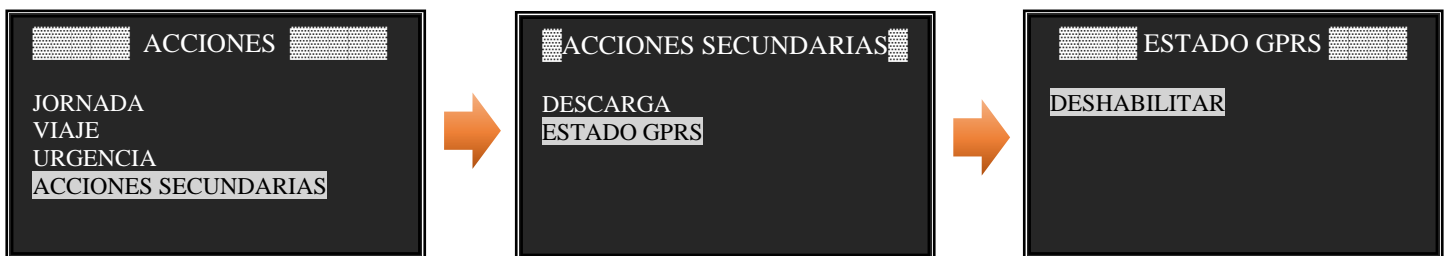 ACCIONES
JORNADA
VIAJE
URGENCIA
ACCIONES SECUNDARIAS
ACCIONES SECUNDARIAS
DESCARGA
ESTADO GPRS
ESTADO GPRS
DESHABILITAR